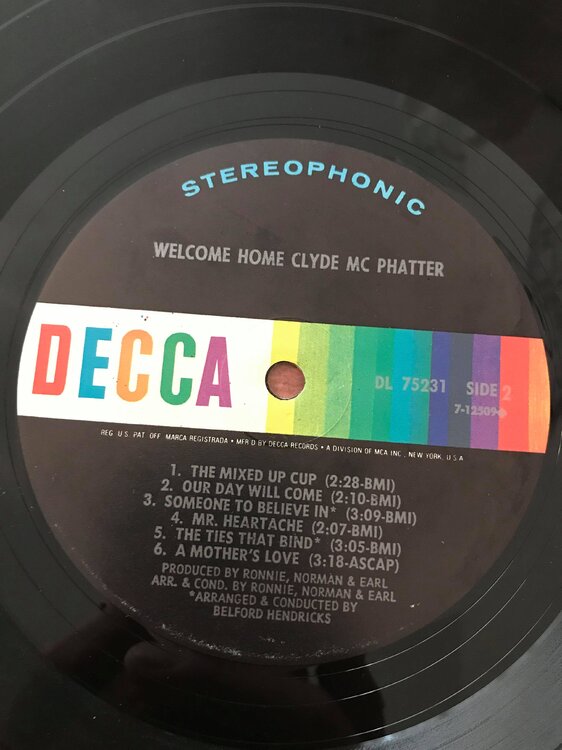 STEREOPHONIC
WELCOME HOME CLYDE MC PHATTER
DECCA
DL 75231 SIDE 2
7-12509
REG. U.S. PAT. OFF. MARCA REGISTRADA • MFR'D BY DECCA RECORDS • A DIVISION OF MCA INC., NEW YORK, U.S.A
1. THE MIXED UP CUP (2:28-BMI)
2. OUR DAY WILL COME (2:10-BMI)
3. SOMEONE TO BELIEVE IN* (3:09-BMI)
4. MR. HEARTACHE (2:07-BMI)
5. THE TIES THAT BIND* (3:05-BMI)
6. A MOTHER'S LOVE (3:18-ASCAP)
PRODUCED BY RONNIE, NORMAN & EARL
ARR. & COND. BY RONNIE, NORMAN & EARL
*ARRANGED & CONDUCTED BY
BELFORD HENDRICKS